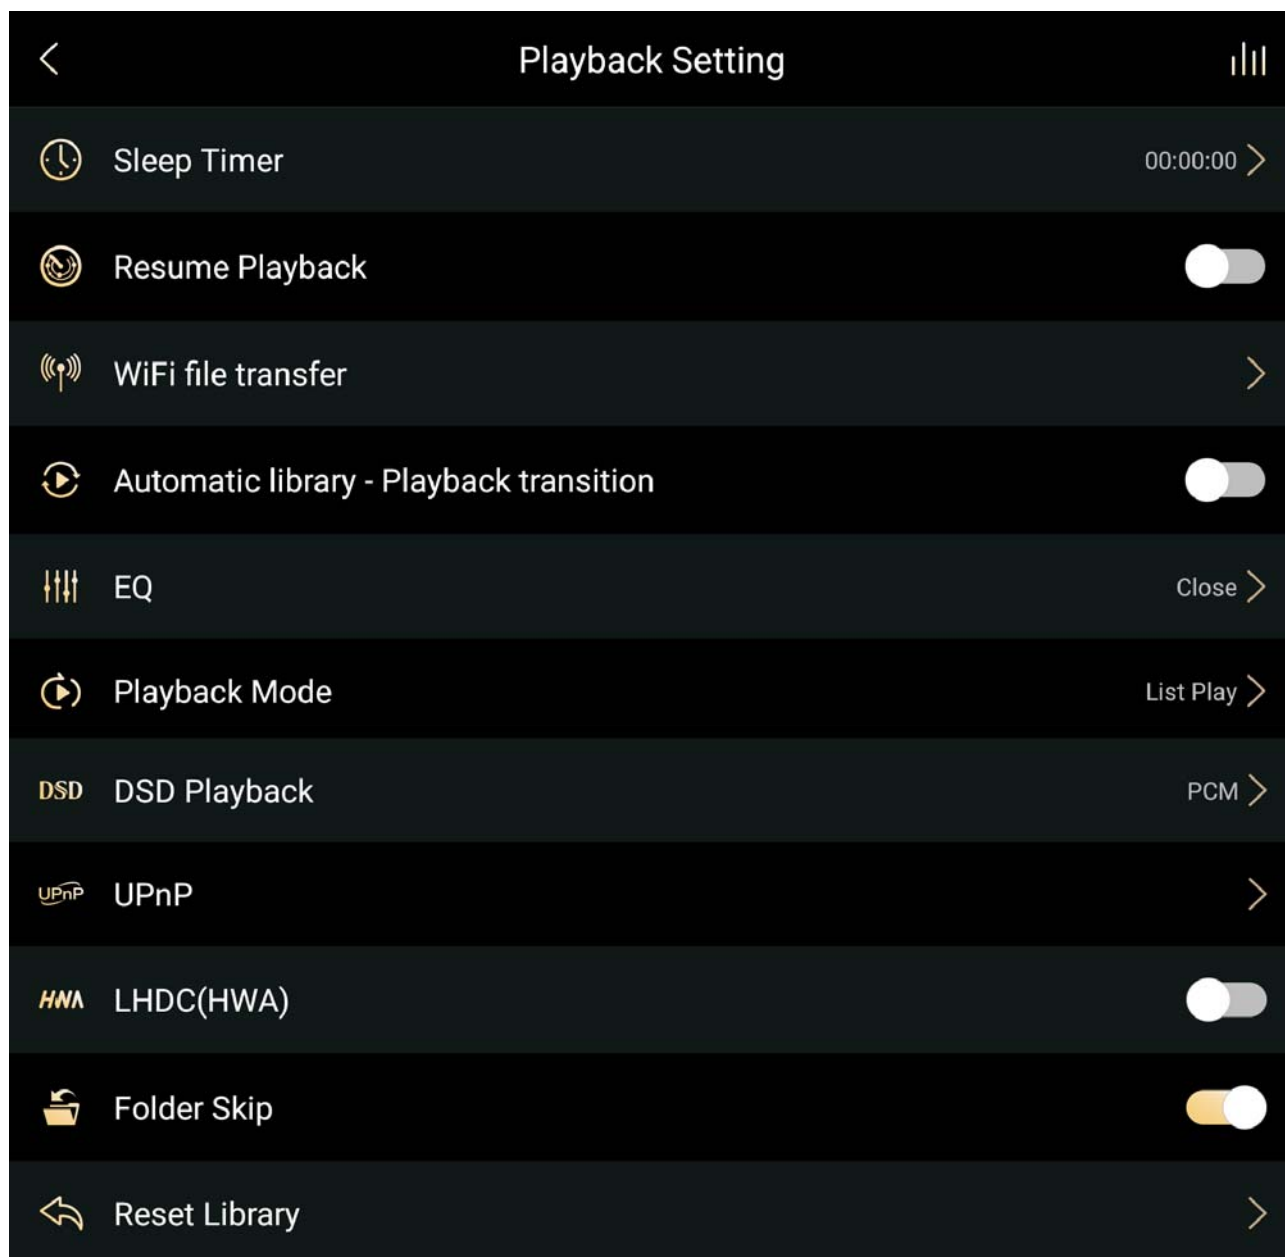 Playback Setting
Sleep Timer 00:00:00
Resume Playback
WiFi file transfer
Automatic library - Playback transition
EQ Close
Playback Mode List Play
DSD DSD Playback PCM
UPnP UPnP
HWA LHDC(HWA)
Folder Skip
Reset Library